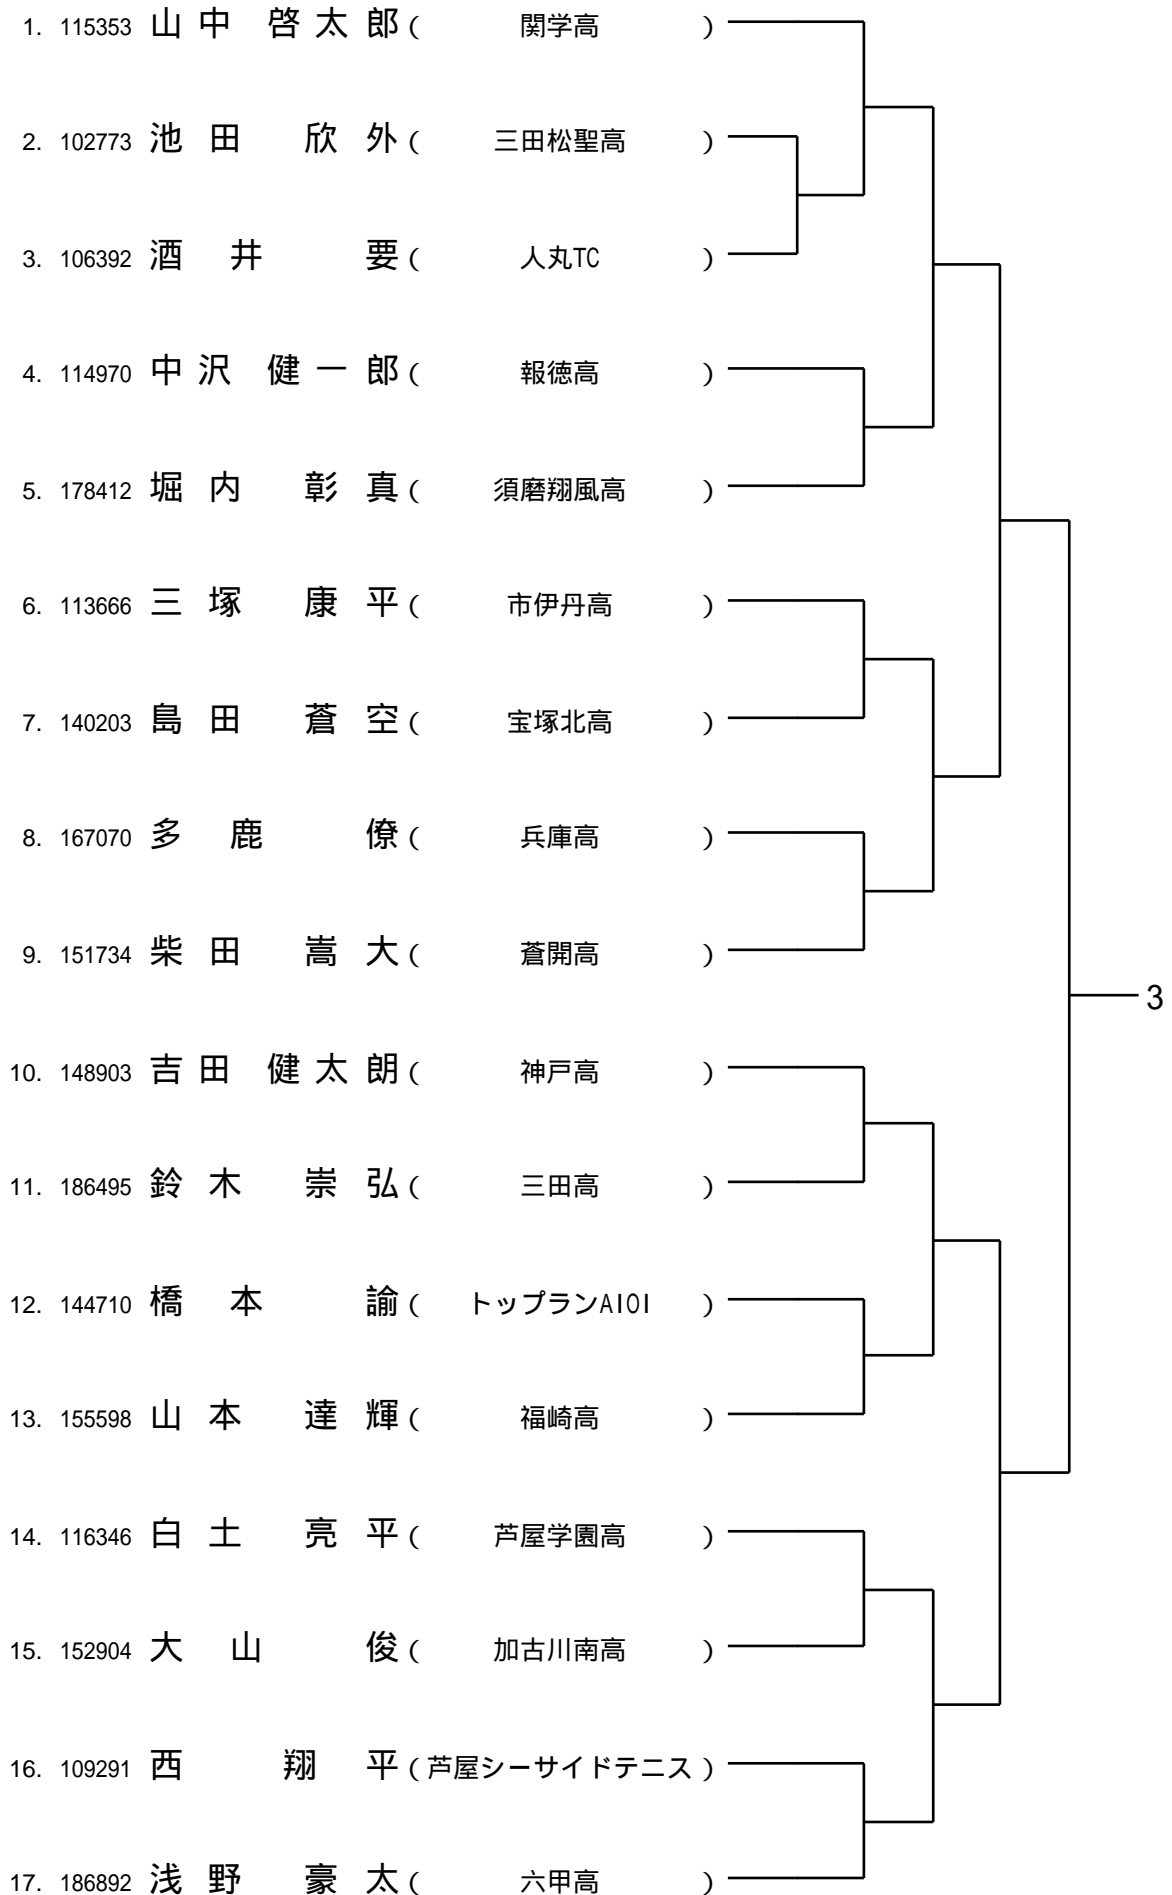 1. 115353 山中 啓太郎 ( 関学高 )
2. 102773 池田 欣外 ( 三田松聖高 )
3. 106392 酒井 要 ( 人丸TC )
4. 114970 中沢 健一郎 ( 報徳高 )
5. 178412 堀内 彰真 ( 須磨翔風高 )
6. 113666 三塚 康平 ( 市伊丹高 )
7. 140203 島田 蒼空 ( 宝塚北高 )
8. 167070 多鹿 僚 ( 兵庫高 )
9. 151734 柴田 嵩大 ( 蒼開高 )
3
10. 148903 吉田 健太朗 ( 神戸高 )
11. 186495 鈴木 崇弘 ( 三田高 )
12. 144710 橋本 諭 ( トップランAIOI )
13. 155598 山本 達輝 ( 福崎高 )
14. 116346 白土 亮平 ( 芦屋学園高 )
15. 152904 大山 俊 ( 加古川南高 )
16. 109291 西 翔平 ( 芦屋シーサイドテニス )
17. 186892 浅野 豪太 ( 六甲高 )